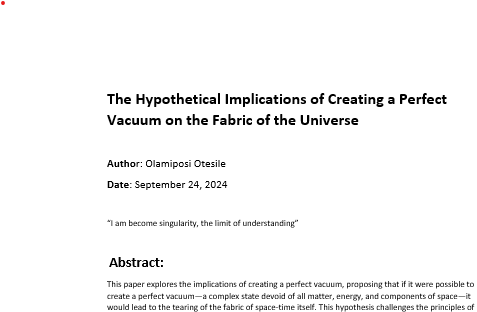 The Hypothetical Implications of Creating a Perfect
Vacuum on the Fabric of the Universe
Author: Olamiposi Otesile
Date: September 24, 2024
“I am become singularity, the limit of understanding”
Abstract:
This paper explores the implications of creating a perfect vacuum, proposing that if it were possible to
create a perfect vacuum—a complex state devoid of all matter, energy, and components of space—it
would lead to the tearing of the fabric of space-time itself. This hypothesis challenges the principles of